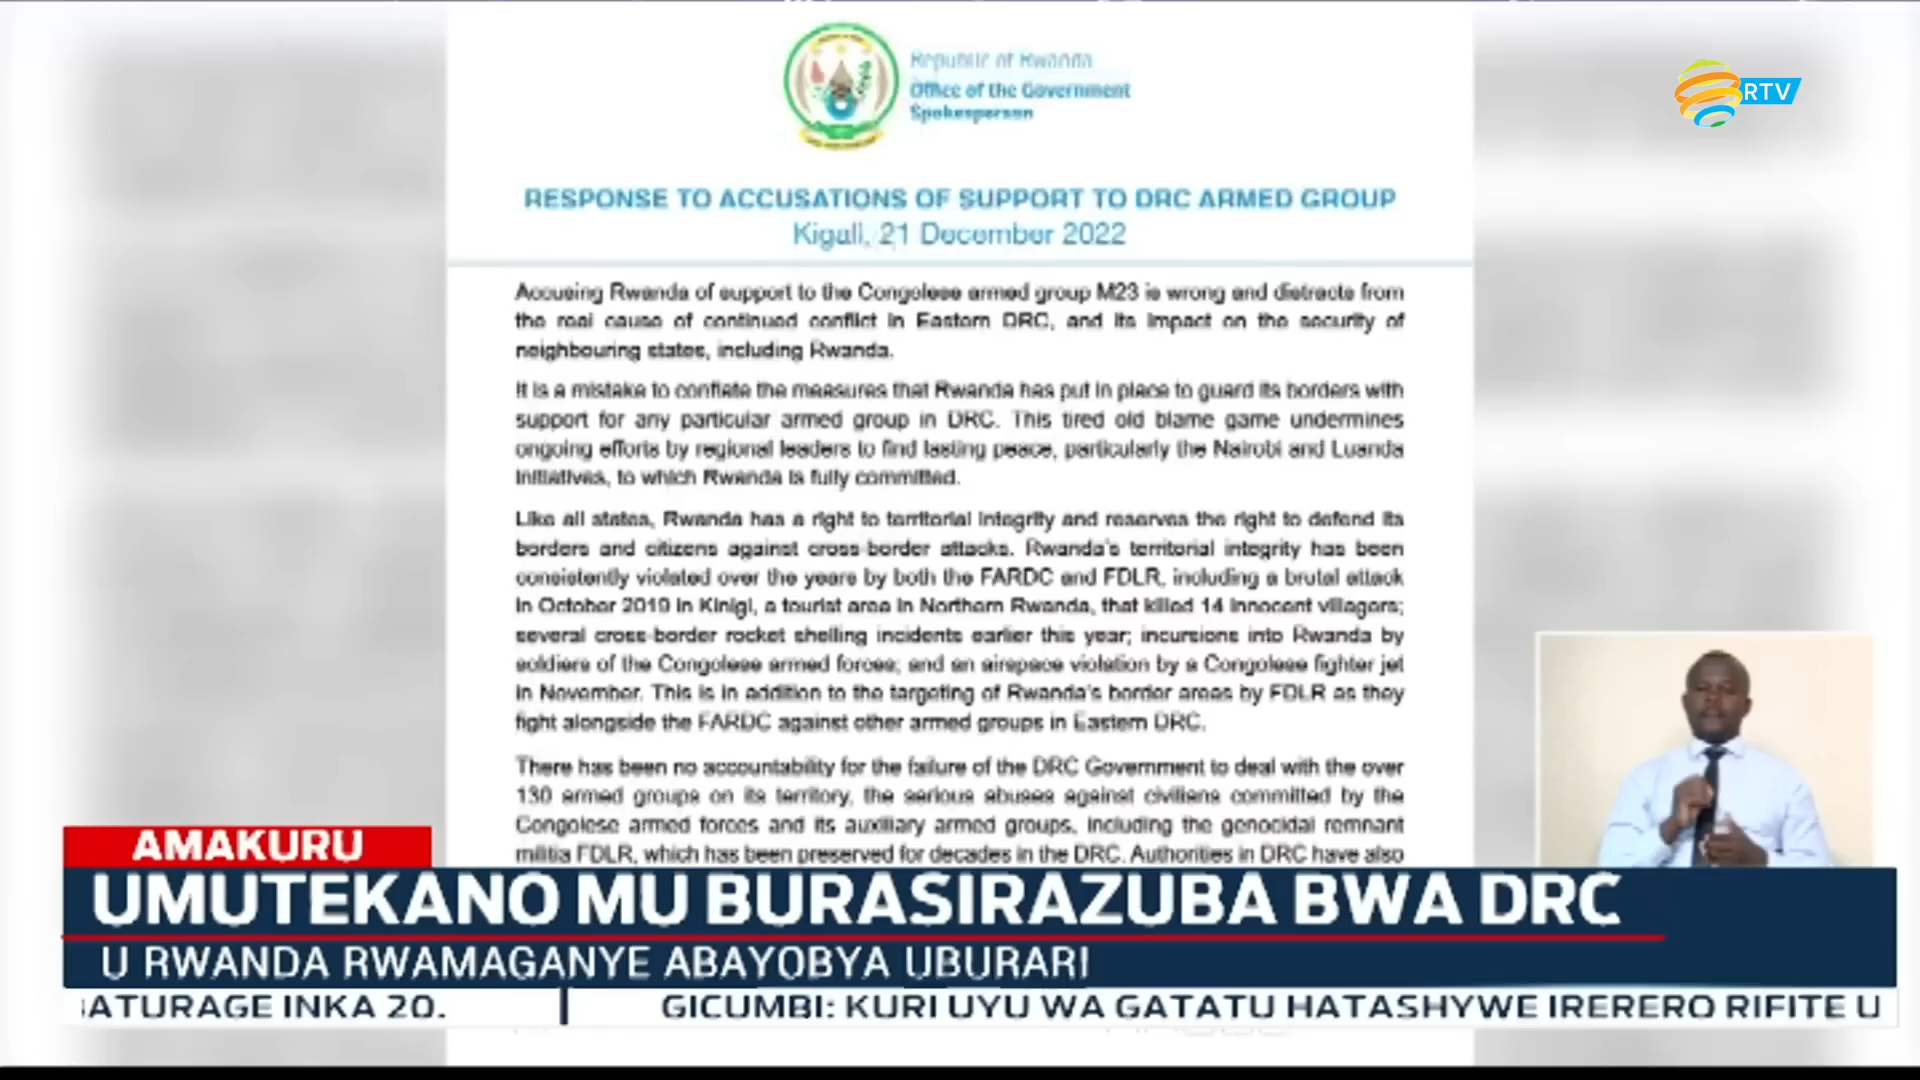 Republic of Rwanda
Office of the Government
Spokesperson
RTV
RESPONSE TO ACCUSATIONS OF SUPPORT TO DRC ARMED GROUP
Kigali, 21 December 2022
Accusing Rwanda of support to the Congolese armed group M23 is wrong and distracts from
the real cause of continued conflict in Eastern DRC, and its impact on the security of
neighbouring states, including Rwanda.
It is a mistake to conflate the measures that Rwanda has put in place to guard its borders with
support for any particular armed group in DRC. This tired old blame game undermines
ongoing efforts by regional leaders to find lasting peace, particularly the Nairobi and Luanda
Initiatives, to which Rwanda is fully committed.
Like all states, Rwanda has a right to territorial integrity and reserves the right to defend its
borders and citizens against cross-border attacks. Rwanda's territorial integrity has been
consistently violated over the years by both the FARDC and FDLR, including a brutal attack
in October 2019 in Kinigi, a tourist area in Northern Rwanda, that killed 14 innocent villagers;
several cross-border rocket shelling incidents earlier this year; incursions into Rwanda by
soldiers of the Congolese armed forces; and an airspace violation by a Congolese fighter jet
in November. This is in addition to the targeting of Rwanda's border areas by FDLR as they
fight alongside the FARDC against other armed groups in Eastern DRC.
There has been no accountability for the failure of the DRC Government to deal with the over
130 armed groups on its territory, the serious abuses against civilians committed by the
Congolese armed forces and its auxiliary armed groups, including the genocidal remnant
militia FDLR, which has been preserved for decades in the DRC. Authorities in DRC have also
AMAKURU
UMUTEKANO MU BURASIRAZUBA BWA DRC
U RWANDA RWAMAGANYE ABAYOBYA UBURARI
BATURAGE INKA 20.
GICUMBI: KURI UYU WA GATATU HATASHYWE IRERERO RIFITE U